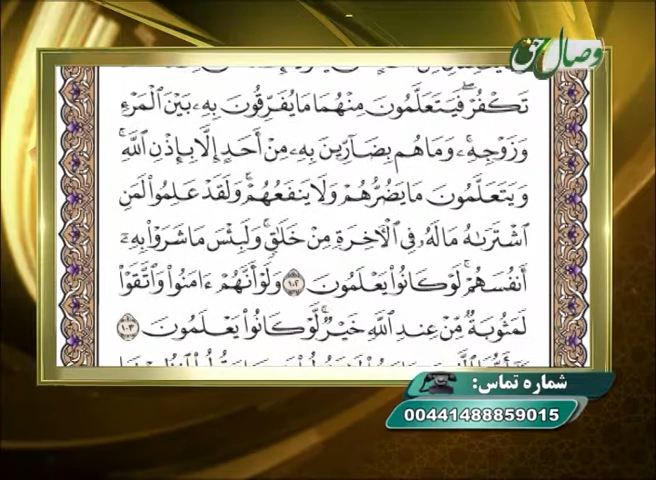 وصال حق
تَكْفُرْ ۖ فَيَتَعَلَّمُونَ مِنْهُمَا مَا يُفَرِّقُونَ بِهِۦ بَيْنَ ٱلْمَرْءِ
وَزَوْجِهِۦ ۚ وَمَا هُم بِضَآرِّينَ بِهِۦ مِنْ أَحَدٍ إِلَّا بِإِذْنِ ٱللَّهِ ۚ
وَيَتَعَلَّمُونَ مَا يَضُرُّهُمْ وَلَا يَنفَعُهُمْ ۚ وَلَقَدْ عَلِمُوا۟ لَمَنِ
ٱشْتَرَىٰهُ مَا لَهُۥ فِى ٱلْـَٔاخِرَةِ مِنْ خَلَٰقٍ ۚ وَلَبِئْسَ مَا شَرَوْا۟ بِهِۦٓ
أَنفُسَهُمْ ۚ لَوْ كَانُوا۟ يَعْلَمُونَ ١٠٢ وَلَوْ أَنَّهُمْ ءَامَنُوا۟ وَٱتَّقَوْا۟
لَمَثُوبَةٌ مِّنْ عِندِ ٱللَّهِ خَيْرٌ ۖ لَّوْ كَانُوا۟ يَعْلَمُونَ ١٠٣
شماره تماس:
00441488859015